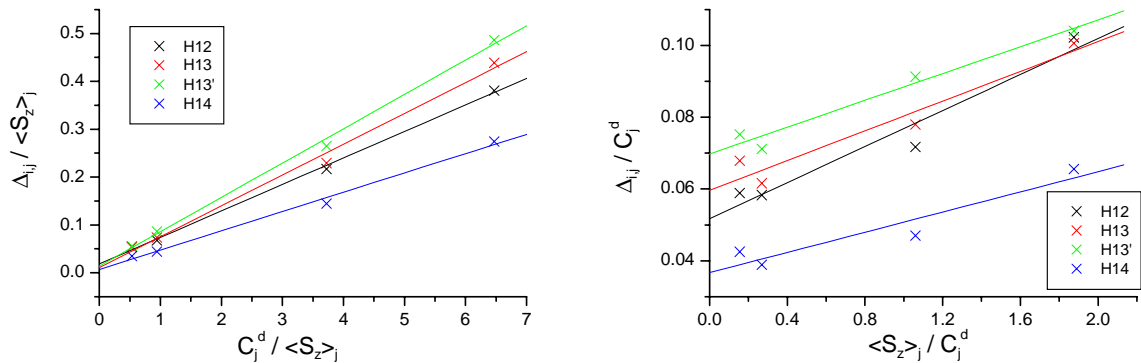 Δi,j / <Sz>j
0.5
0.4
0.3
0.2
0.1
0.0
H12
H13
H13'
H14
0 1 2 3 4 5 6 7
Cjd / <Sz>j
Δi,j / Cjd
0.10
0.08
0.06
0.04
H12
H13
H13'
H14
0.0 0.4 0.8 1.2 1.6 2.0
<Sz>j / Cjd